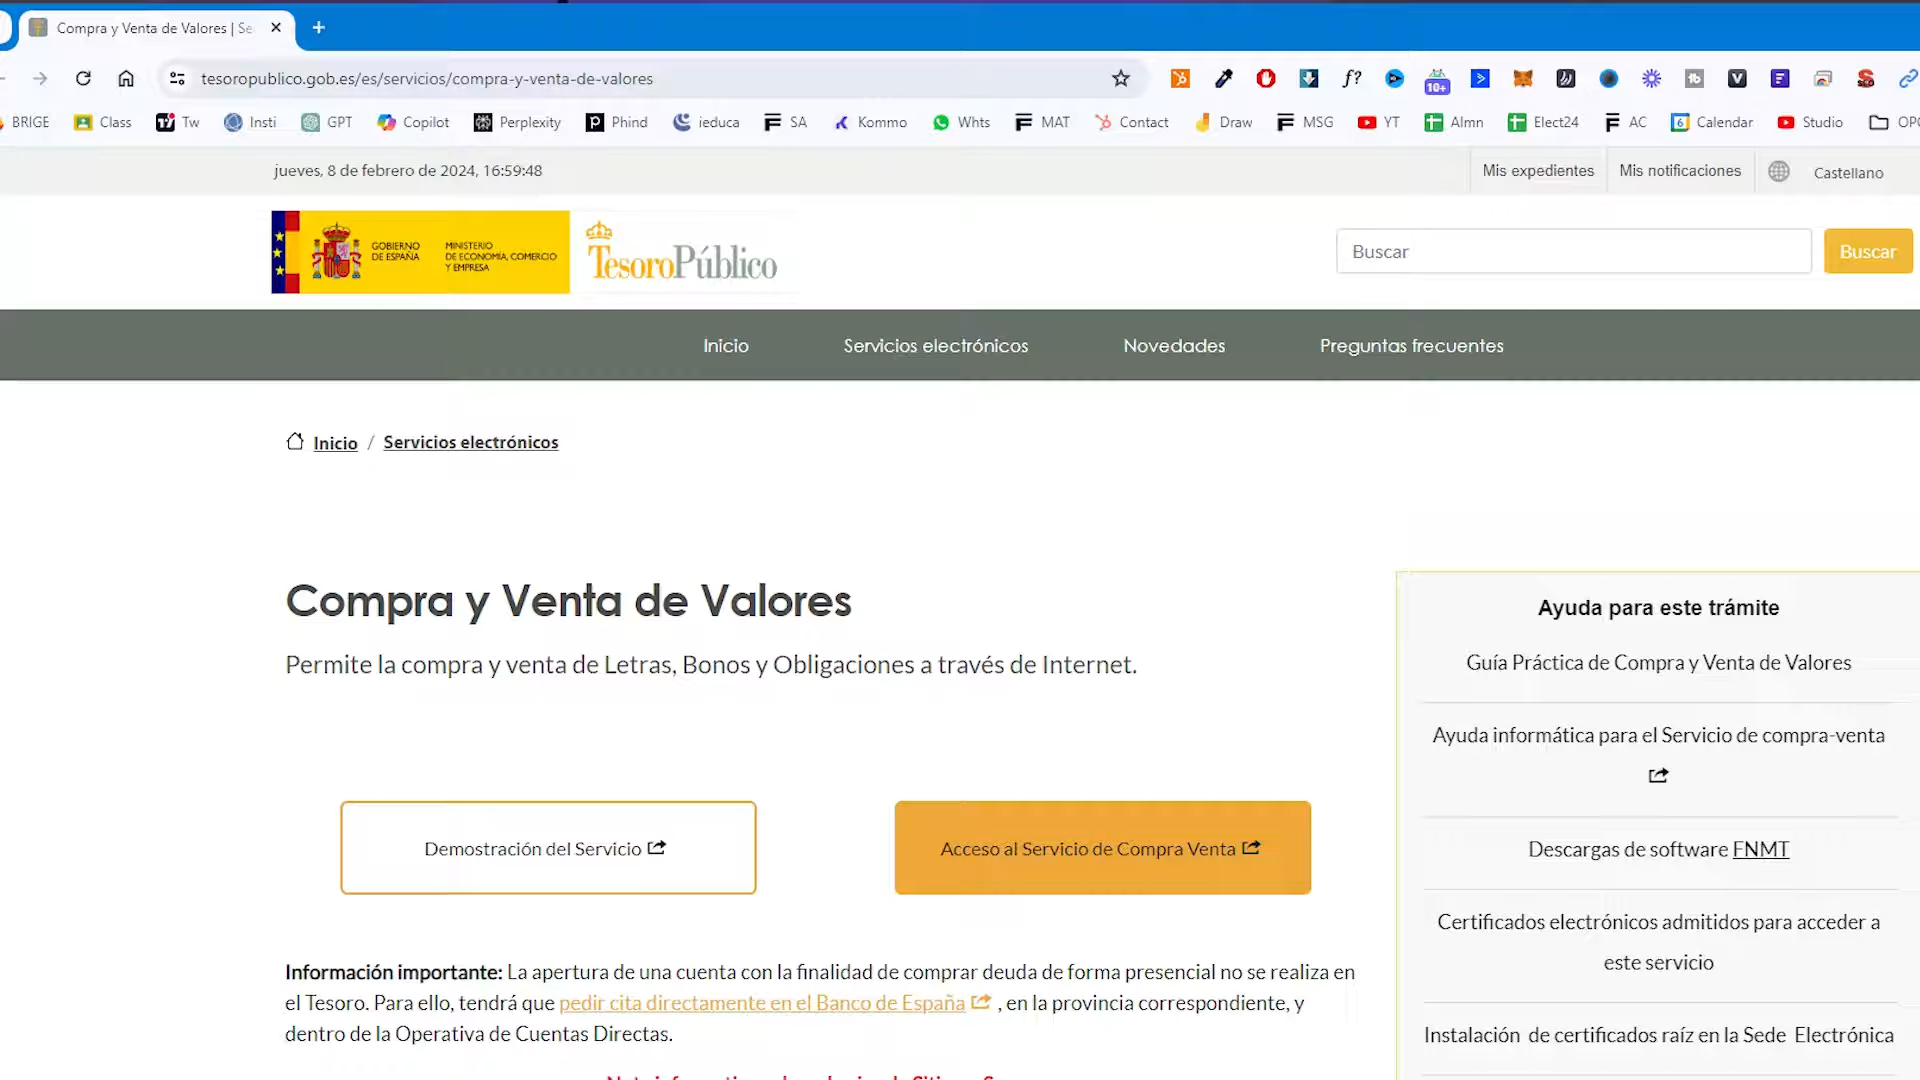 Compra y Venta de Valores | Se
tesoropublico.gob.es/es/servicios/compra-y-venta-de-valores
f?
10+
BRIGE Class Tw Insti GPT Copilot Perplexity Phind ieduca SA Kommo Whts MAT Contact Draw MSG YT Almn Elect24 AC Calendar Studio
jueves, 8 de febrero de 2024, 16:59:48
Mis expedientes Mis notificaciones Castellano
GOBIERNO DE ESPAÑA
MINISTERIO DE ECONOMÍA, COMERCIO Y EMPRESA
TesoroPúblico
Buscar Buscar
Inicio Servicios electrónicos Novedades Preguntas frecuentes
Inicio / Servicios electrónicos
Compra y Venta de Valores
Permite la compra y venta de Letras, Bonos y Obligaciones a través de Internet.
Demostración del Servicio Acceso al Servicio de Compra Venta
Información importante: La apertura de una cuenta con la finalidad de comprar deuda de forma presencial no se realiza en
el Tesoro. Para ello, tendrá que pedir cita directamente en el Banco de España , en la provincia correspondiente, y
dentro de la Operativa de Cuentas Directas.
Ayuda para este trámite
Guía Práctica de Compra y Venta de Valores
Ayuda informática para el Servicio de compra-venta
Descargas de software FNMT
Certificados electrónicos admitidos para acceder a
este servicio
Instalación de certificados raíz en la Sede Electrónica